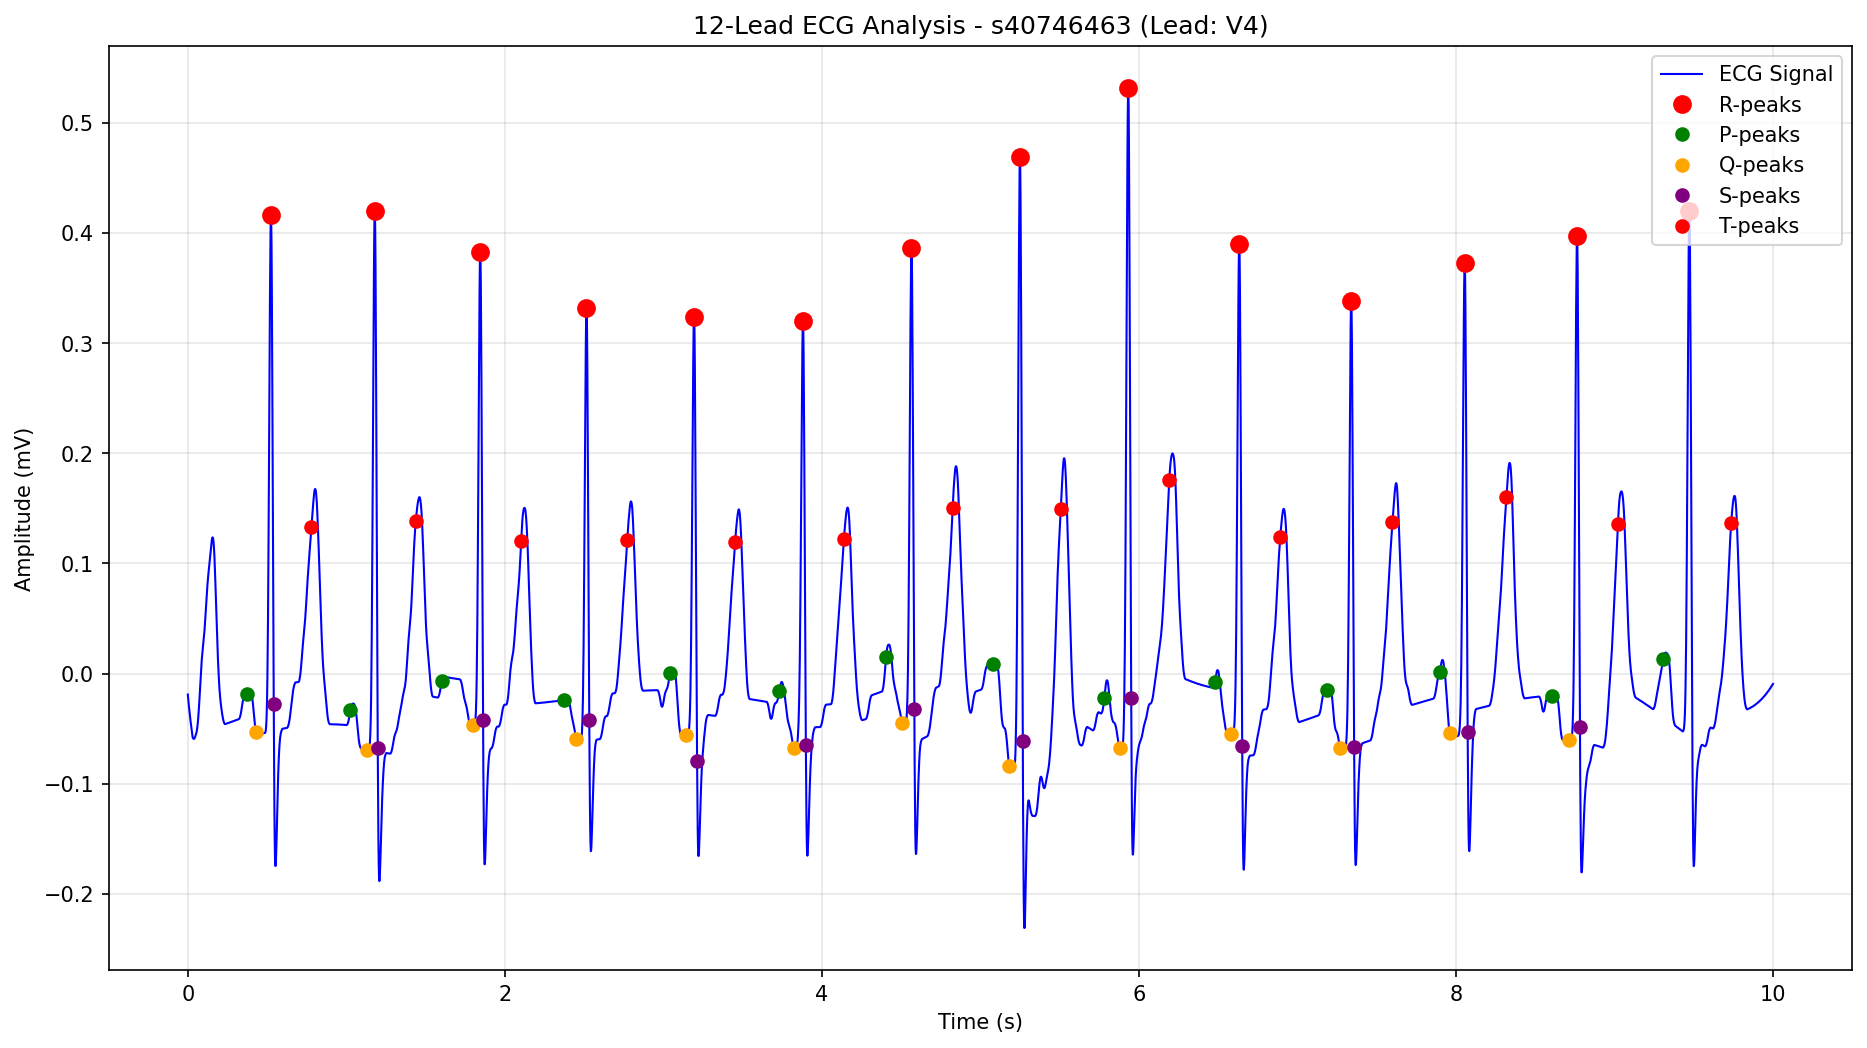 12-Lead ECG Analysis - s40746463 (Lead: V4)
ECG Signal
R-peaks
P-peaks
Q-peaks
S-peaks
T-peaks
Amplitude (mV)
0.5
0.4
0.3
0.2
0.1
0.0
−0.1
−0.2
0 2 4 6 8 10
Time (s)